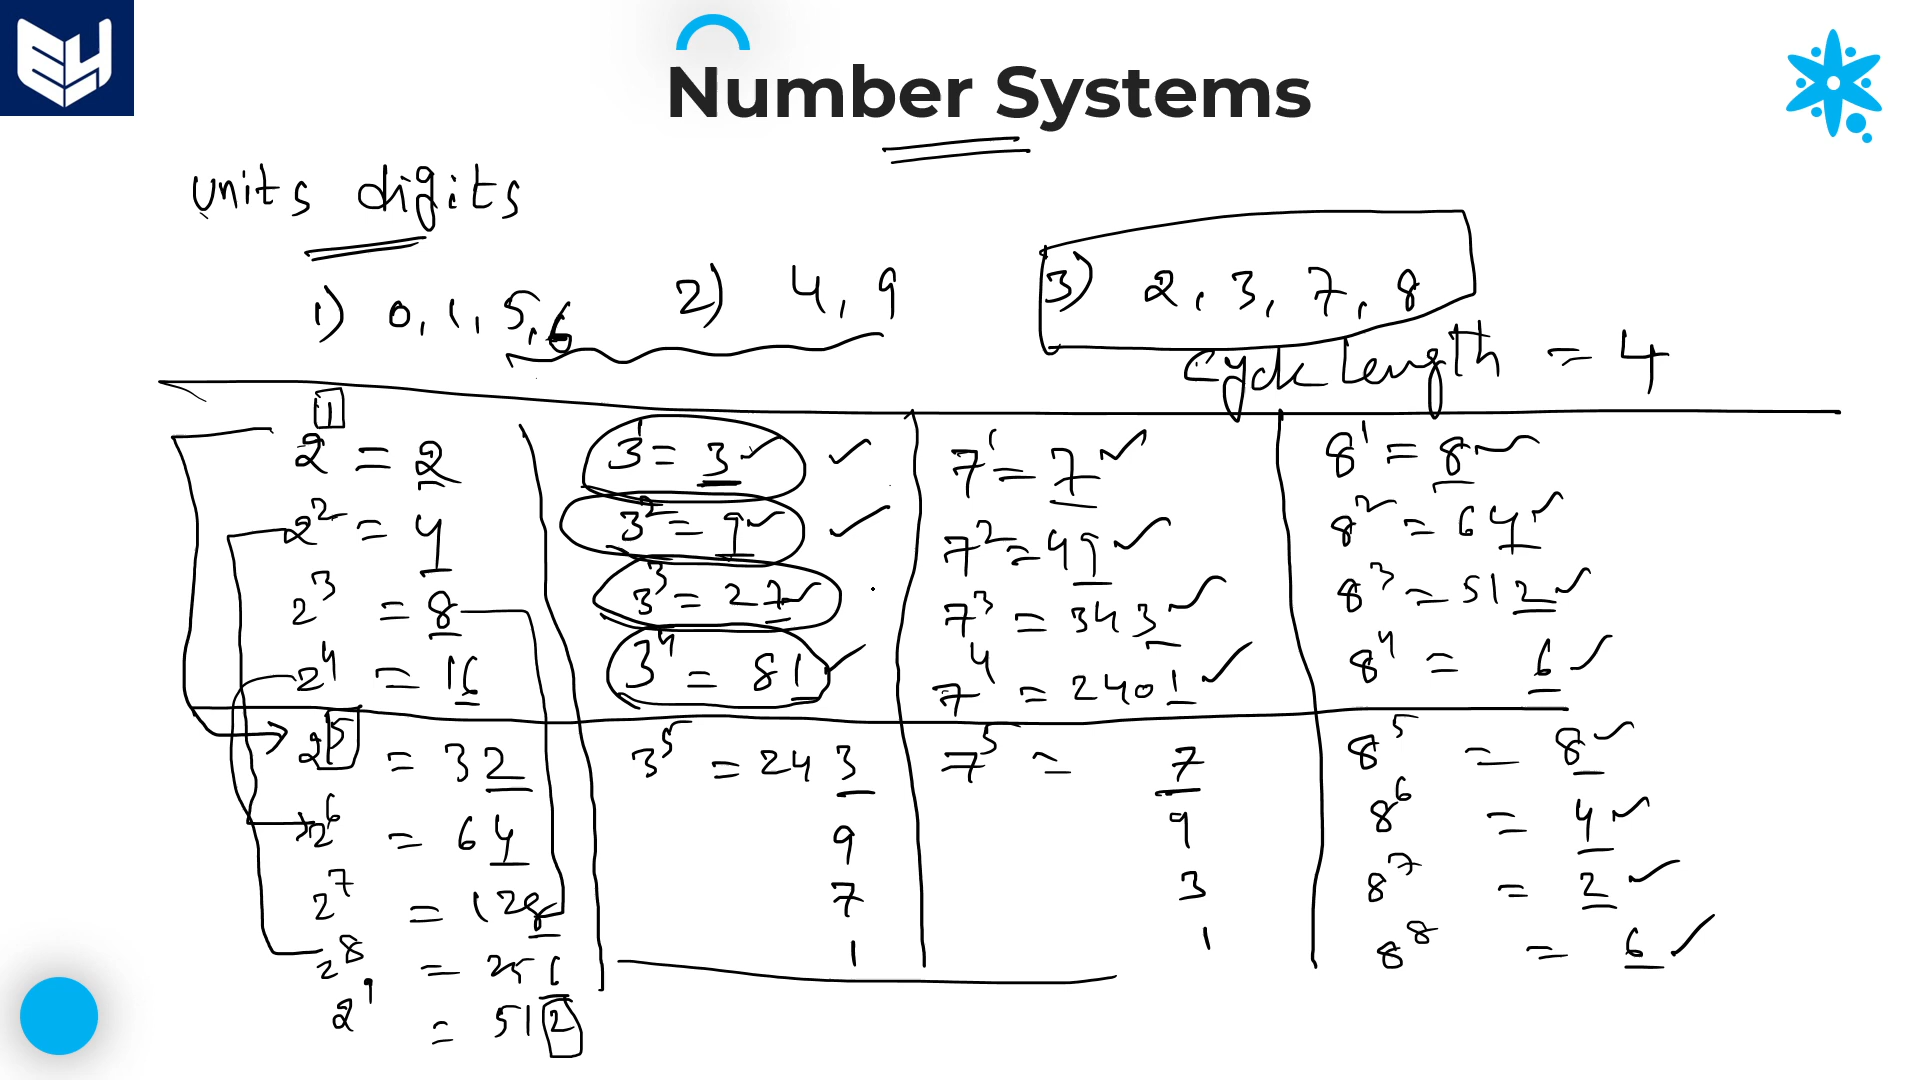 E4
Number Systems
units digits
1) 0, 1, 5, 6
2) 4, 9
3) 2, 3, 7, 8
Cycle Length = 4
2¹ = 2
2² = 4
2³ = 8
2⁴ = 16
2⁵ = 32
2⁶ = 64
2⁷ = 128
2⁸ = 256
2⁹ = 512
3¹ = 3
3² = 9
3³ = 27
3⁴ = 81
3⁵ = 243
9
7
1
7¹ = 7
7² = 49
7³ = 343
7⁴ = 2401
7⁵ = 7
9
3
1
8¹ = 8
8² = 64
8³ = 512
8⁴ = 6
8⁵ = 8
8⁶ = 4
8⁷ = 2
8⁸ = 6